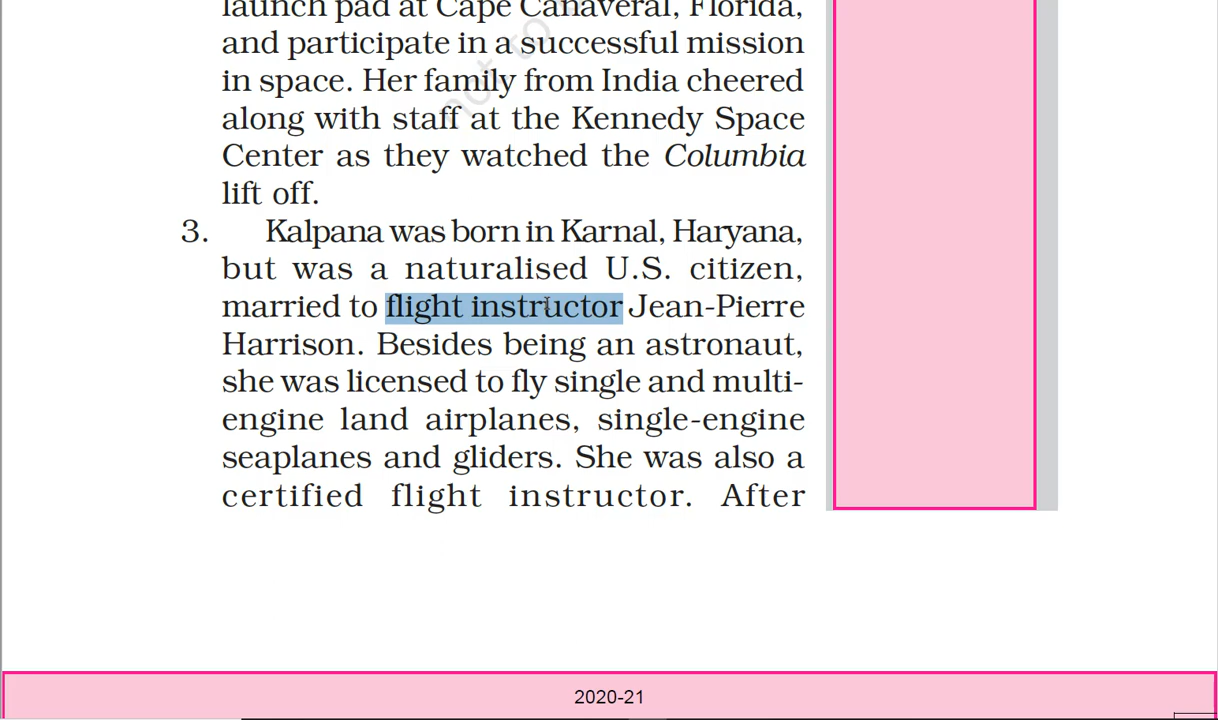 launch pad at Cape Canaveral, Florida,
and participate in a successful mission
in space. Her family from India cheered
along with staff at the Kennedy Space
Center as they watched the Columbia
lift off.
3. Kalpana was born in Karnal, Haryana,
but was a naturalised U.S. citizen,
married to flight instructor Jean-Pierre
Harrison. Besides being an astronaut,
she was licensed to fly single and multi-
engine land airplanes, single-engine
seaplanes and gliders. She was also a
certified flight instructor. After
not to
2020-21